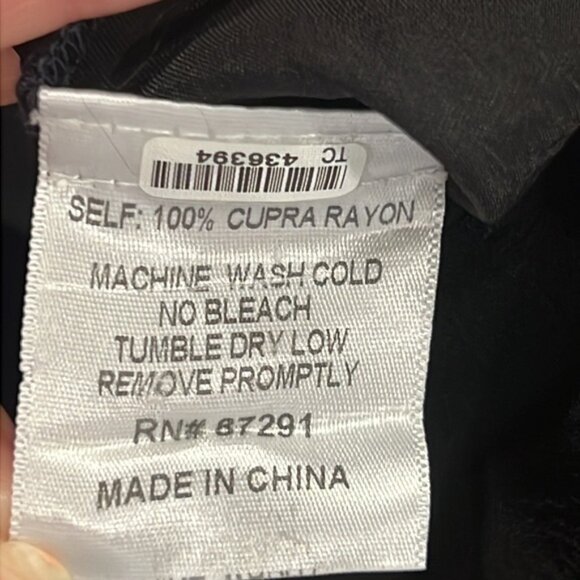 TC 436394
SELF: 100% CUPRA RAYON
MACHINE WASH COLD
NO BLEACH
TUMBLE DRY LOW
REMOVE PROMPTLY
RN# 87291
MADE IN CHINA